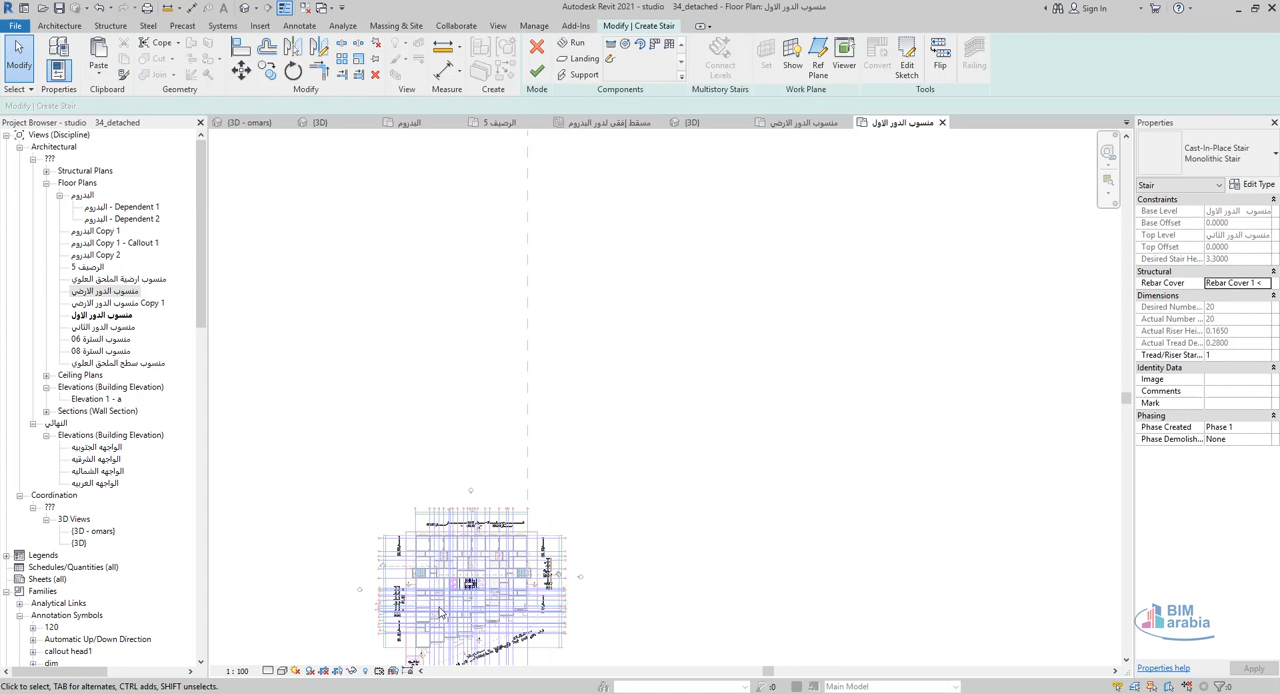 Autodesk Revit 2021 - studio 34_detached - Floor Plan: منسوب الدور الاول
Sign In
File Architecture Structure Steel Precast Systems Insert Annotate Analyze Massing & Site Collaborate View Manage Add-Ins Modify | Create Stair
Modify
Paste
Cope
Cut
Join
Run
Landing
Support
Connect Levels
Set
Show
Ref Plane
Viewer
Convert
Edit Sketch
Flip
Railing
Select
Properties
Clipboard
Geometry
Modify
View
Measure
Create
Mode
Components
Multistory Stairs
Work Plane
Tools
Modify | Create Stair
Project Browser - studio 34_detached
{3D - omars}
{3D}
البدروم
الرصيف 5
مسقط إفقى لدور البدروم
{3D}
منسوب الدور الارضي
منسوب الدور الاول
Views (Discipline)
Architectural
???
Structural Plans
Floor Plans
البدروم
البدروم - Dependent 1
البدروم - Dependent 2
البدروم Copy 1
البدروم Copy 1 - Callout 1
البدروم Copy 2
الرصيف 5
منسوب ارضية الملحق العلوي
منسوب الدور الارضي
منسوب الدور الارضي Copy 1
منسوب الدور الاول
منسوب الدور الثاني
منسوب السترة 06
منسوب السترة 08
منسوب سطح الملحق العلوي
Ceiling Plans
Elevations (Building Elevation)
Elevation 1 - a
Sections (Wall Section)
النهائي
Elevations (Building Elevation)
الواجهه الجنوبيه
الواجهه الشرقيه
الواجهه الشماليه
الواجهه الغربيه
Coordination
???
3D Views
{3D - omars}
{3D}
Legends
Schedules/Quantities (all)
Sheets (all)
Families
Analytical Links
Annotation Symbols
120
Automatic Up/Down Direction
callout head1
dim
Properties
Cast-In-Place Stair
Monolithic Stair
Stair
Edit Type
Constraints
Base Level منسوب الدور الاول
Base Offset 0.0000
Top Level منسوب الدور الثاني
Top Offset 0.0000
Desired Stair He... 3.3000
Structural
Rebar Cover Rebar Cover 1 <
Dimensions
Desired Numbe... 20
Actual Number ... 20
Actual Riser Hei... 0.1650
Actual Tread De... 0.2800
Tread/Riser Star... 1
Identity Data
Image
Comments
Mark
Phasing
Phase Created Phase 1
Phase Demolish... None
BIM
arabia
Properties help
Apply
1 : 100
Click to select, TAB for alternates, CTRL adds, SHIFT unselects.
:0
Main Model
:0